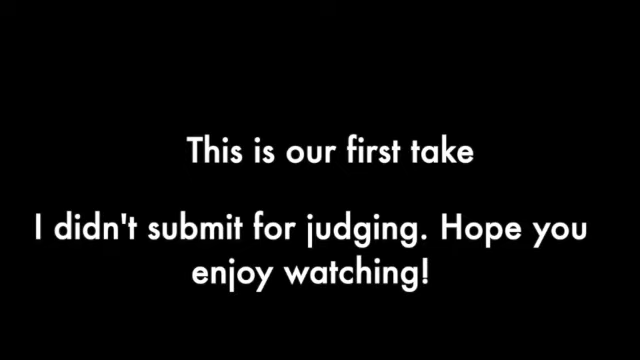 This is our first take
I didn't submit for judging. Hope you
enjoy watching!